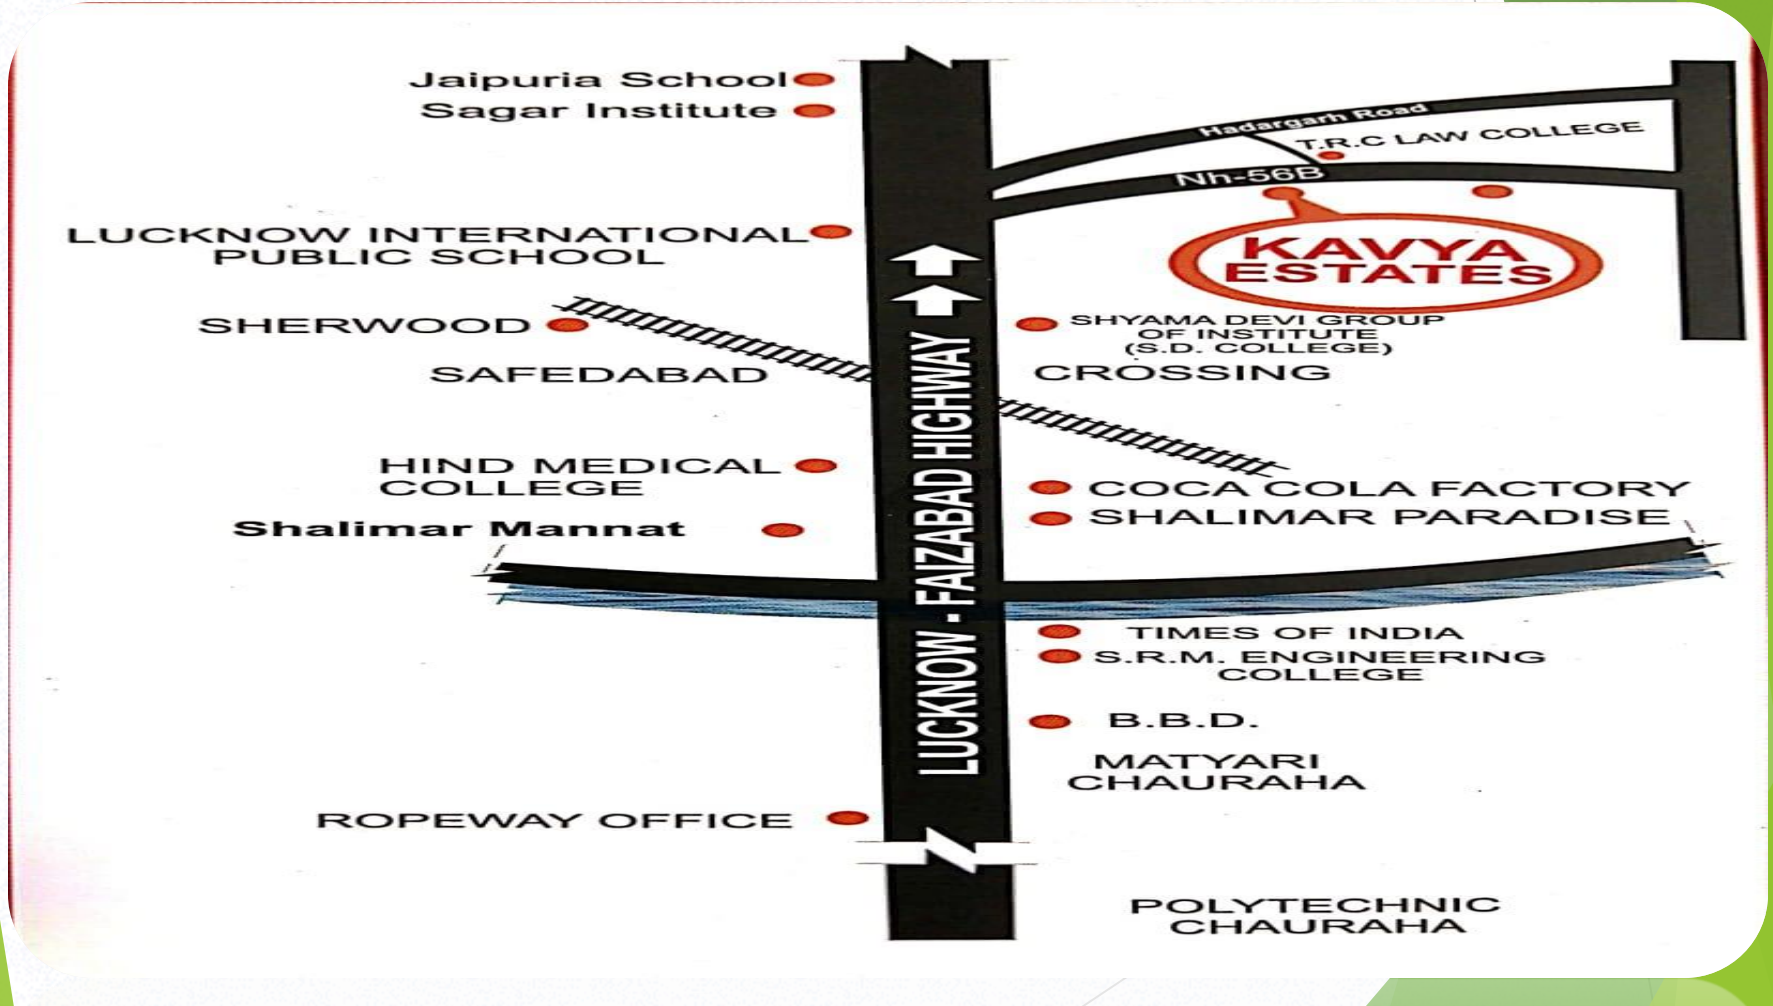 Jaipuria School
Sagar Institute
Hadargarh Road
T.R.C LAW COLLEGE
Nh-56B
LUCKNOW INTERNATIONAL
PUBLIC SCHOOL
KAVYA
ESTATES
SHERWOOD
SHYAMA DEVI GROUP
OF INSTITUTE
(S.D. COLLEGE)
SAFEDABAD
CROSSING
HIND MEDICAL
COLLEGE
COCA COLA FACTORY
SHALIMAR PARADISE
Shalimar Mannat
LUCKNOW - FAIZABAD HIGHWAY
TIMES OF INDIA
S.R.M. ENGINEERING
COLLEGE
B.B.D.
MATYARI
CHAURAHA
ROPEWAY OFFICE
POLYTECHNIC
CHAURAHA